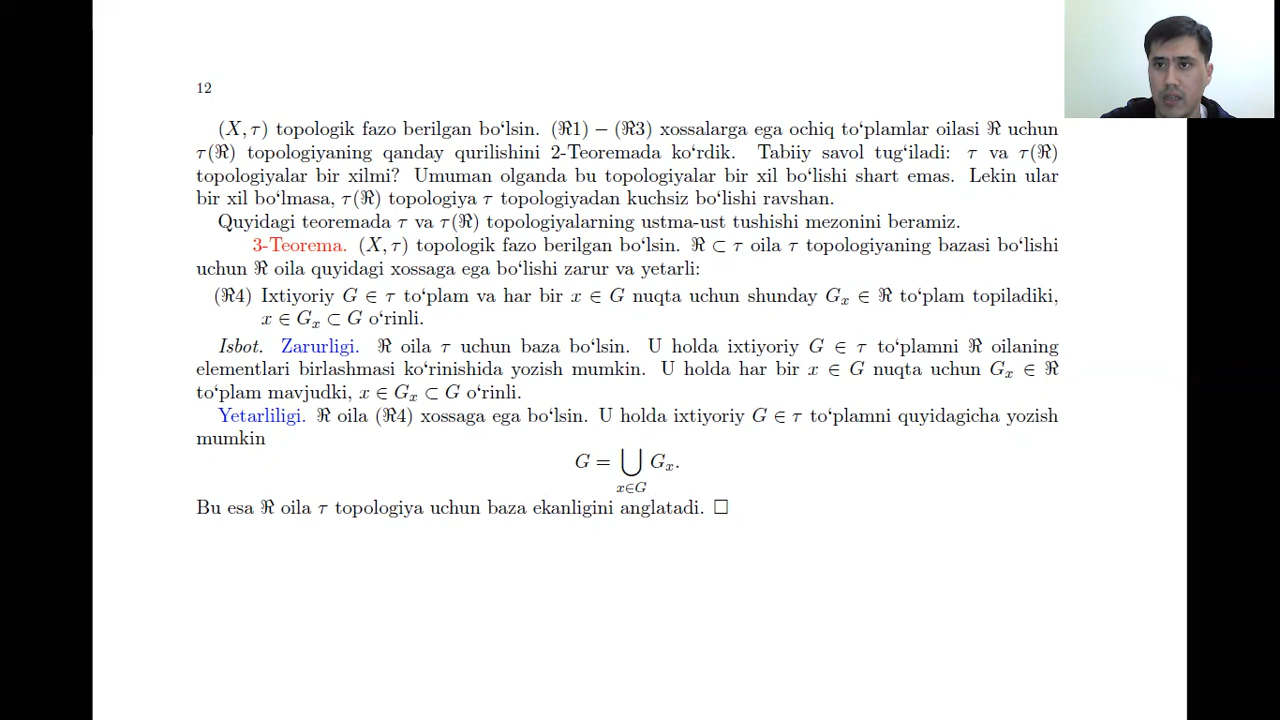 12
(X, τ) topologik fazo berilgan bo‘lsin. (ℜ1) − (ℜ3) xossalarga ega ochiq to‘plamlar oilasi ℜ uchun
τ(ℜ) topologiyaning qanday qurilishini 2-Teoremada ko‘rdik. Tabiiy savol tug‘iladi: τ va τ(ℜ)
topologiyalar bir xilmi? Umuman olganda bu topologiyalar bir xil bo‘lishi shart emas. Lekin ular
bir xil bo‘lmasa, τ(ℜ) topologiya τ topologiyadan kuchsiz bo‘lishi ravshan.
Quyidagi teoremada τ va τ(ℜ) topologiyalarning ustma-ust tushishi mezonini beramiz.
3-Teorema. (X, τ) topologik fazo berilgan bo‘lsin. ℜ ⊂ τ oila τ topologiyaning bazasi bo‘lishi
uchun ℜ oila quyidagi xossaga ega bo‘lishi zarur va yetarli:
(ℜ4) Ixtiyoriy G ∈ τ to‘plam va har bir x ∈ G nuqta uchun shunday Gₓ ∈ ℜ to‘plam topiladiki,
x ∈ Gₓ ⊂ G o‘rinli.
Isbot. Zarurligi. ℜ oila τ uchun baza bo‘lsin. U holda ixtiyoriy G ∈ τ to‘plamni ℜ oilaning
elementlari birlashmasi ko‘rinishida yozish mumkin. U holda har bir x ∈ G nuqta uchun Gₓ ∈ ℜ
to‘plam mavjudki, x ∈ Gₓ ⊂ G o‘rinli.
Yetarliligi. ℜ oila (ℜ4) xossaga ega bo‘lsin. U holda ixtiyoriy G ∈ τ to‘plamni quyidagicha yozish
mumkin
G = ⋃ Gₓ.
x∈G
Bu esa ℜ oila τ topologiya uchun baza ekanligini anglatadi. □